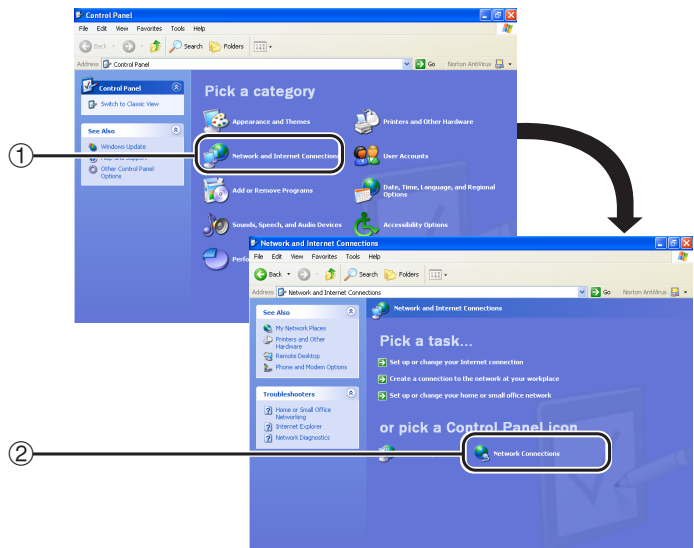 Control Panel
File Edit View Favorites Tools Help
Back Search Folders
Address Control Panel Go Norton AntiVirus
Control Panel
Switch to Classic View
See Also
Windows Update
Help and Support
Other Control Panel
Options
Pick a category
Appearance and Themes
Printers and Other Hardware
① Network and Internet Connections
User Accounts
Add or Remove Programs
Date, Time, Language, and Regional
Options
Sounds, Speech, and Audio Devices
Accessibility Options
Perfo
Network and Internet Connections
File Edit View Favorites Tools Help
Back Search Folders
Address Network and Internet Connections Go Norton AntiVirus
See Also
My Network Places
Printers and Other
Hardware
Remote Desktop
Phone and Modem Options
Troubleshooters
Home or Small Office
Networking
Internet Explorer
Network Diagnostics
Network and Internet Connections
Pick a task...
Set up or change your Internet connection
Create a connection to the network at your workplace
Set up or change your home or small office network
or pick a Control Panel icon
② Network Connections